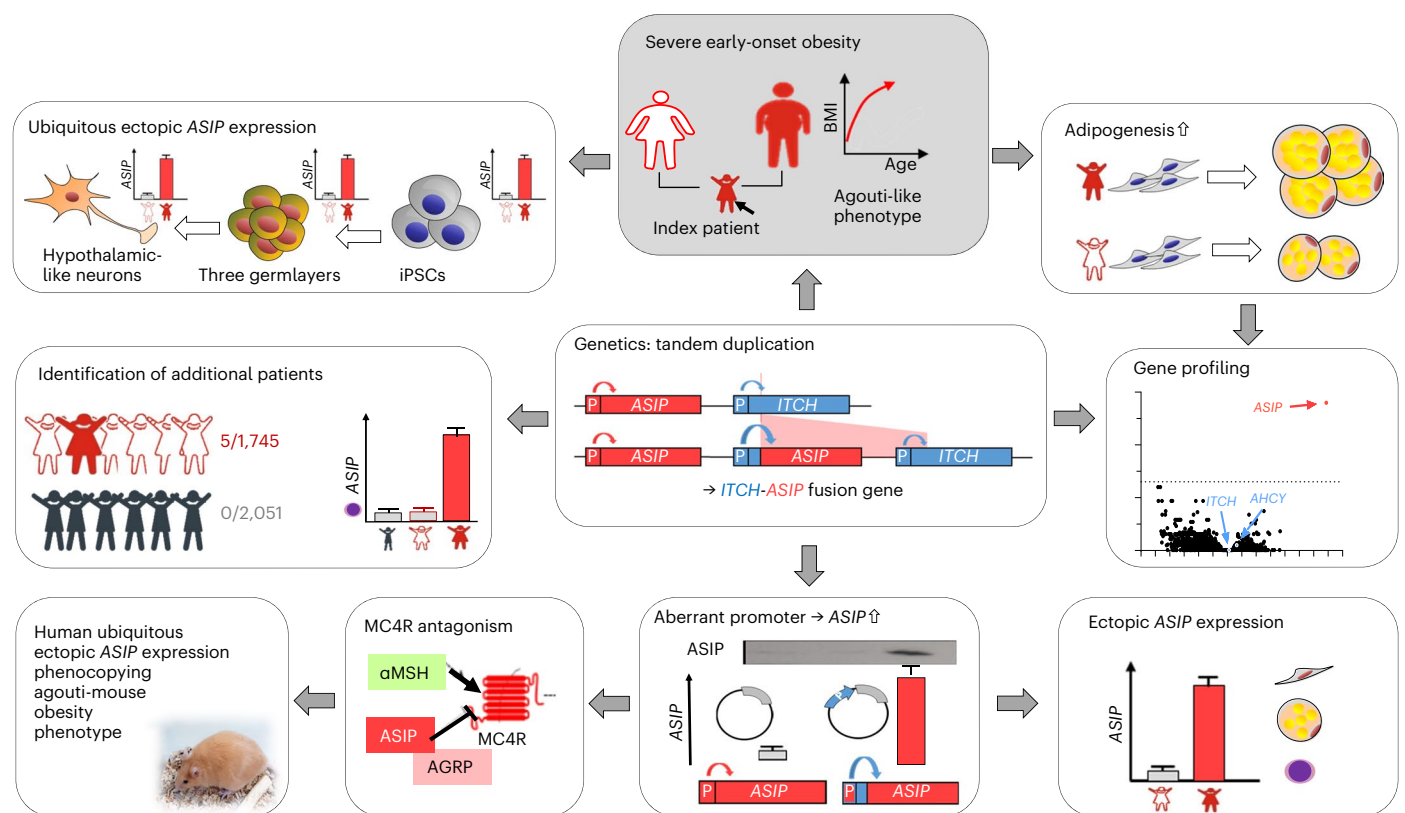 Severe early-onset obesity
BMI
Age
Index patient
Agouti-like
phenotype
Ubiquitous ectopic ASIP expression
ASIP
ASIP
ASIP
Hypothalamic-
like neurons
Three germlayers
iPSCs
Adipogenesis⇧
Genetics: tandem duplication
P ASIP P ITCH
P ASIP P ASIP P ITCH
→ ITCH-ASIP fusion gene
Identification of additional patients
5/1,745
0/2,051
ASIP
Gene profiling
ASIP
ITCH
AHCY
Human ubiquitous
ectopic ASIP expression
phenocopying
agouti-mouse
obesity
phenotype
MC4R antagonism
αMSH
ASIP
MC4R
AGRP
Aberrant promoter → ASIP⇧
ASIP
ASIP
P ASIP P ASIP
Ectopic ASIP expression
ASIP